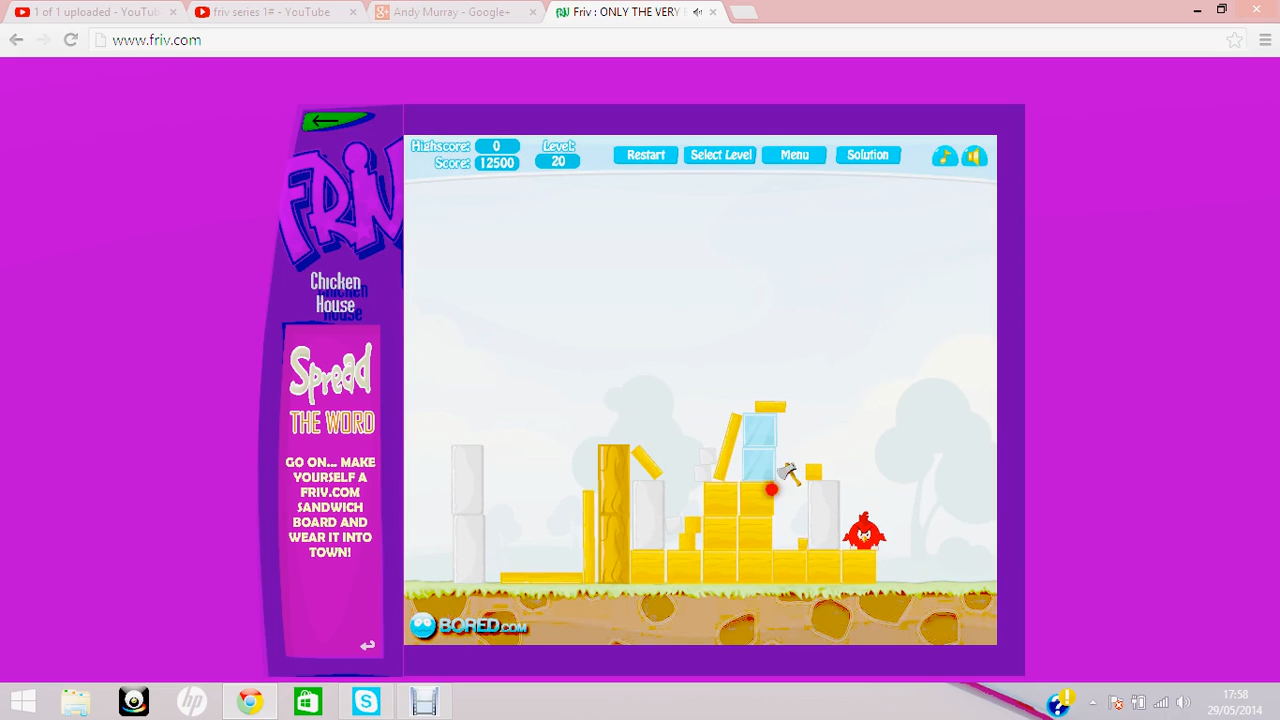 1 of 1 uploaded - YouTub
friv series 1# - YouTube
Andy Murray - Google+
Friv : ONLY THE VERY
www.friv.com
FRIV
Chicken
House
Spread
THE WORD
GO ON... MAKE
YOURSELF A
FRIV.COM
SANDWICH
BOARD AND
WEAR IT INTO
TOWN!
Highscore: 0
Score: 12500
Level:
20
Restart
Select Level
Menu
Solution
BORED.COM
hp
17:58
29/05/2014